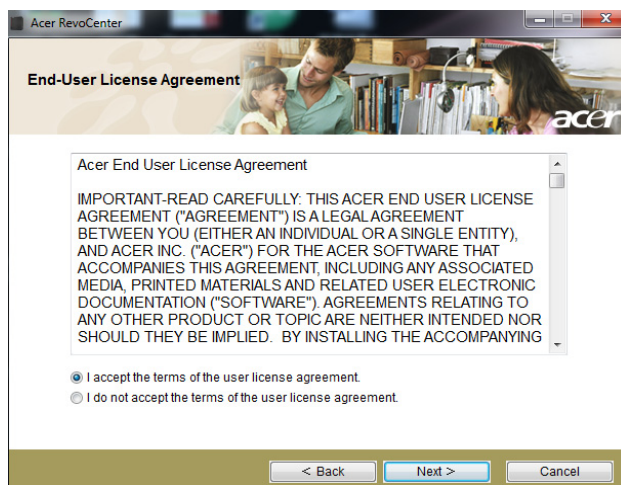 Acer RevoCenter
End-User License Agreement
acer
Acer End User License Agreement
IMPORTANT-READ CAREFULLY: THIS ACER END USER LICENSE
AGREEMENT ("AGREEMENT") IS A LEGAL AGREEMENT
BETWEEN YOU (EITHER AN INDIVIDUAL OR A SINGLE ENTITY),
AND ACER INC. ("ACER") FOR THE ACER SOFTWARE THAT
ACCOMPANIES THIS AGREEMENT, INCLUDING ANY ASSOCIATED
MEDIA, PRINTED MATERIALS AND RELATED USER ELECTRONIC
DOCUMENTATION ("SOFTWARE"). AGREEMENTS RELATING TO
ANY OTHER PRODUCT OR TOPIC ARE NEITHER INTENDED NOR
SHOULD THEY BE IMPLIED. BY INSTALLING THE ACCOMPANYING
I accept the terms of the user license agreement.
I do not accept the terms of the user license agreement.
< Back Next > Cancel